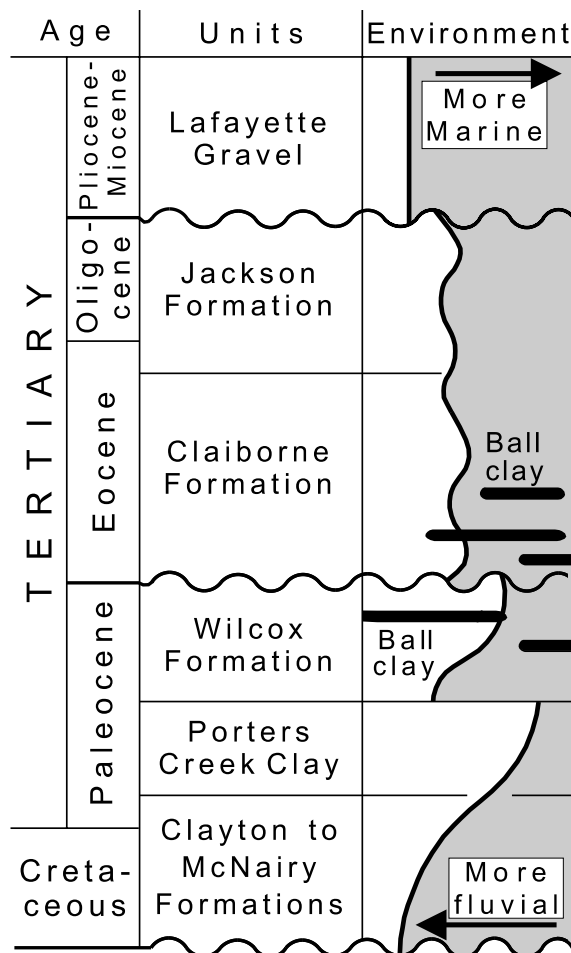 Age
Units
Environment
TERTIARY
Pliocene-
Miocene
Lafayette
Gravel
More
Marine
Oligo-
cene
Jackson
Formation
Eocene
Claiborne
Formation
Ball
clay
Paleocene
Wilcox
Formation
Ball
clay
Porters
Creek Clay
Clayton to
McNairy
Formations
Creta-
ceous
More
fluvial